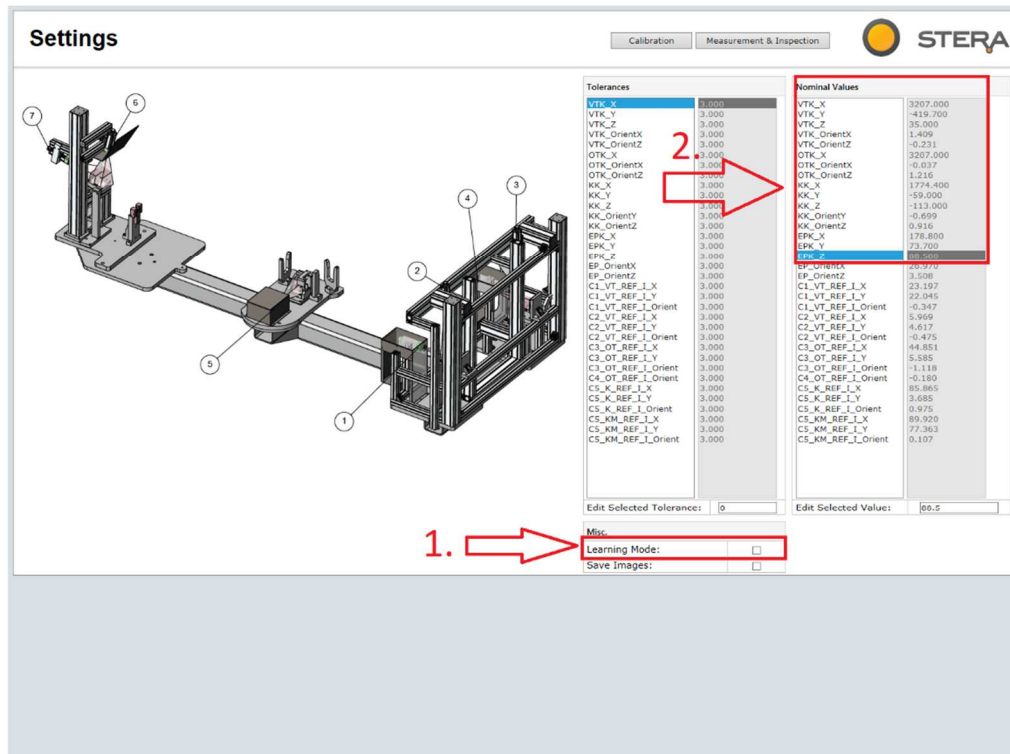 Settings
Calibration
Measurement & Inspection
STERA
7
6
3
4
2
5
1
Tolerances
VTK_X 3.000
VTK_Y 3.000
VTK_Z 3.000
VTK_OrientX 3.000
VTK_OrientZ 3.000
OTK_X 3.000
OTK_OrientX 3.000
OTK_OrientZ 3.000
KK_X 3.000
KK_Y 3.000
KK_Z 3.000
KK_OrientY 3.000
KK_OrientZ 3.000
EPK_X 3.000
EPK_Y 3.000
EPK_Z 3.000
EP_OrientX 3.000
EP_OrientZ 3.000
C1_VT_REF_I_X 3.000
C1_VT_REF_I_Y 3.000
C1_VT_REF_I_Orient 3.000
C2_VT_REF_I_X 3.000
C2_VT_REF_I_Y 3.000
C2_VT_REF_I_Orient 3.000
C3_OT_REF_I_X 3.000
C3_OT_REF_I_Y 3.000
C3_OT_REF_I_Orient 3.000
C4_OT_REF_I_Orient 3.000
C5_K_REF_I_X 3.000
C5_K_REF_I_Y 3.000
C5_K_REF_I_Orient 3.000
C5_KM_REF_I_X 3.000
C5_KM_REF_I_Y 3.000
C5_KM_REF_I_Orient 3.000
Edit Selected Tolerance: 0
2.
Nominal Values
VTK_X 3207.000
VTK_Y -419.700
VTK_Z 35.000
VTK_OrientX 1.409
VTK_OrientZ -0.231
OTK_X 3207.000
OTK_OrientX -0.037
OTK_OrientZ 1.216
KK_X 1774.400
KK_Y -59.000
KK_Z -113.000
KK_OrientY -0.699
KK_OrientZ 0.916
EPK_X 178.800
EPK_Y 73.700
EPK_Z 80.500
EP_OrientX 26.970
EP_OrientZ 3.508
C1_VT_REF_I_X 23.197
C1_VT_REF_I_Y 22.045
C1_VT_REF_I_Orient -0.347
C2_VT_REF_I_X 5.969
C2_VT_REF_I_Y 4.617
C2_VT_REF_I_Orient -0.475
C3_OT_REF_I_X 44.851
C3_OT_REF_I_Y 5.585
C3_OT_REF_I_Orient -1.118
C4_OT_REF_I_Orient -0.180
C5_K_REF_I_X 85.865
C5_K_REF_I_Y 3.685
C5_K_REF_I_Orient 0.975
C5_KM_REF_I_X 89.920
C5_KM_REF_I_Y 77.363
C5_KM_REF_I_Orient 0.107
Edit Selected Value: 80.5
Misc.
1.
Learning Mode:
Save Images: